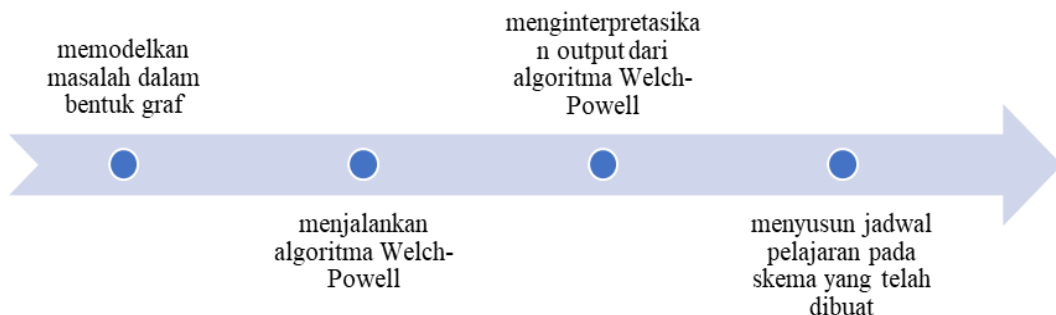 memodelkan
masalah dalam
bentuk graf
menjalankan
algoritma Welch-
Powell
menginterpretasika
n output dari
algoritma Welch-
Powell
menyusun jadwal
pelajaran pada
skema yang telah
dibuat